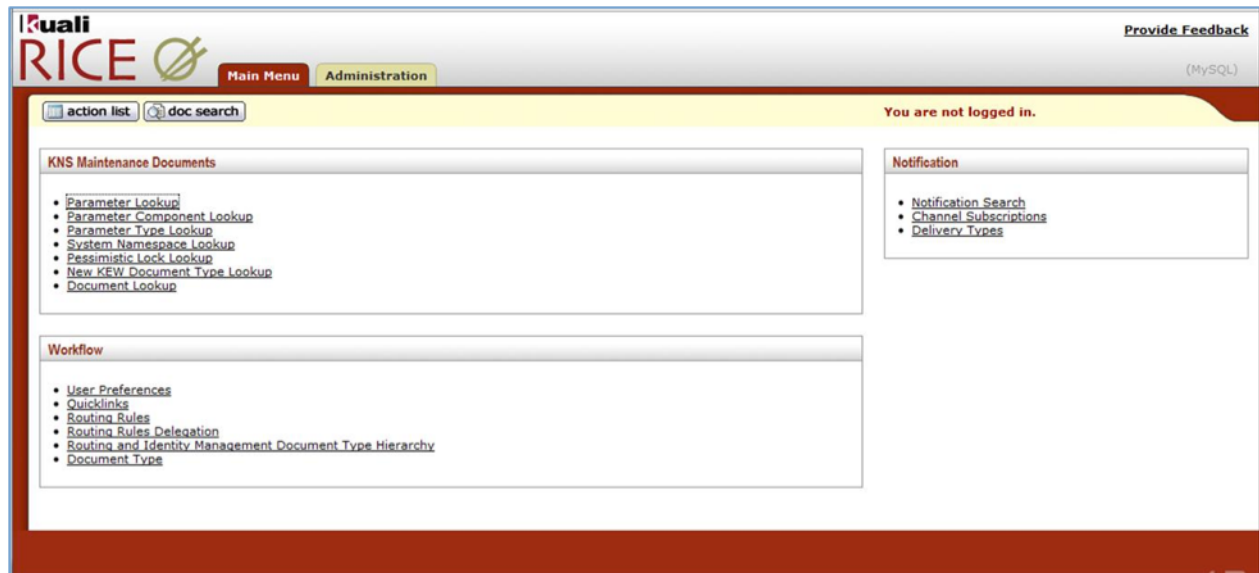 Kuali
RICE
Provide Feedback
Main Menu
Administration
(MySQL)
action list
doc search
You are not logged in.
KNS Maintenance Documents
Parameter Lookup
Parameter Component Lookup
Parameter Type Lookup
System Namespace Lookup
Pessimistic Lock Lookup
New KEW Document Type Lookup
Document Lookup
Notification
Notification Search
Channel Subscriptions
Delivery Types
Workflow
User Preferences
Quicklinks
Routing Rules
Routing Rules Delegation
Routing and Identity Management Document Type Hierarchy
Document Type